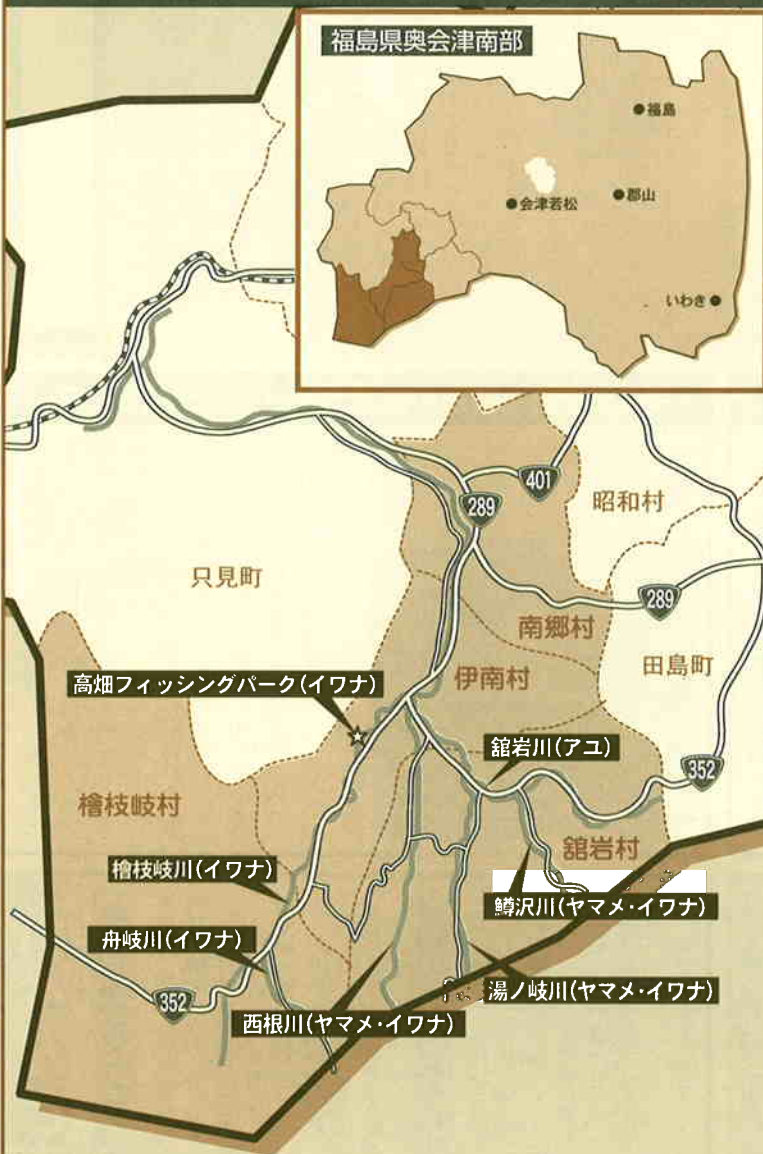 福島県奥会津南部
福島
会津若松
郡山
いわき
401
289
昭和村
只見町
289
南郷村
伊南村
田島町
高畑フィッシングパーク(イワナ)
舘岩川(アユ)
352
檜枝岐村
舘岩村
檜枝岐川(イワナ)
鱒沢川(ヤマメ・イワナ)
舟岐川(イワナ)
湯ノ岐川(ヤマメ・イワナ)
352
西根川(ヤマメ・イワナ)